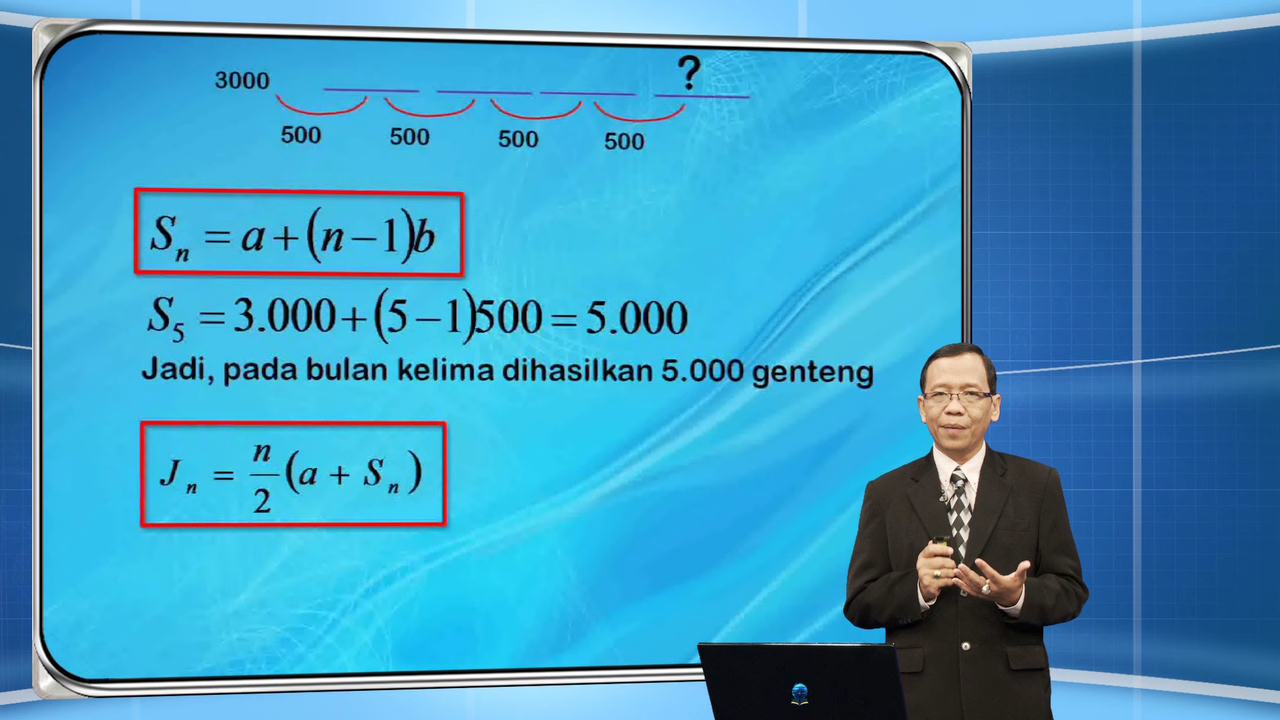 3000 ?
500 500 500 500
Sn = a + (n − 1)b
S5 = 3.000 + (5 − 1)500 = 5.000
Jadi, pada bulan kelima dihasilkan 5.000 genteng
Jn = n/2 (a + Sn)